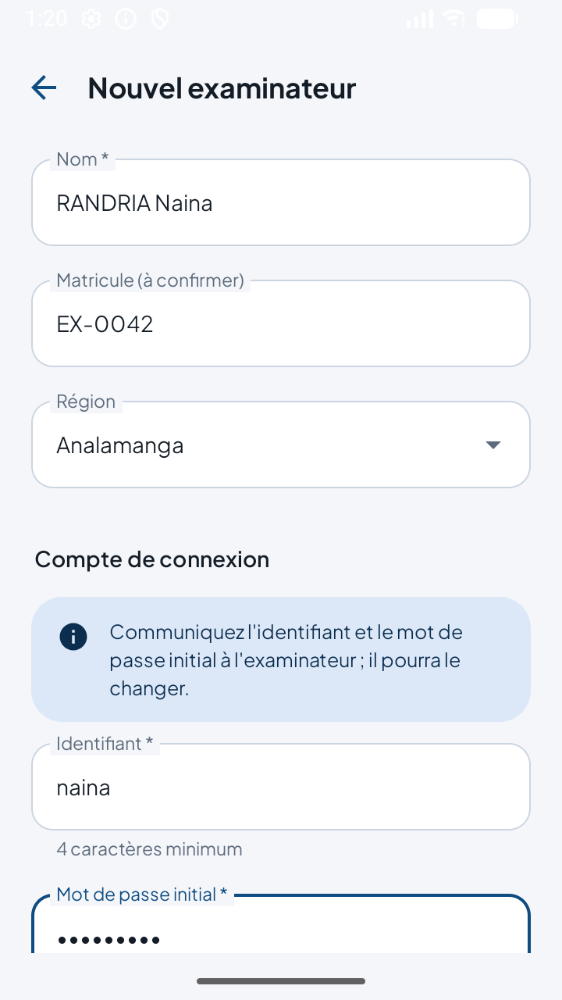 1:20
Nouvel examinateur
Nom *
RANDRIA Naina
Matricule (à confirmer)
EX-0042
Région
Analamanga
Compte de connexion
Communiquez l'identifiant et le mot de
passe initial à l'examinateur ; il pourra le
changer.
Identifiant *
naina
4 caractères minimum
Mot de passe initial *
•••••••••